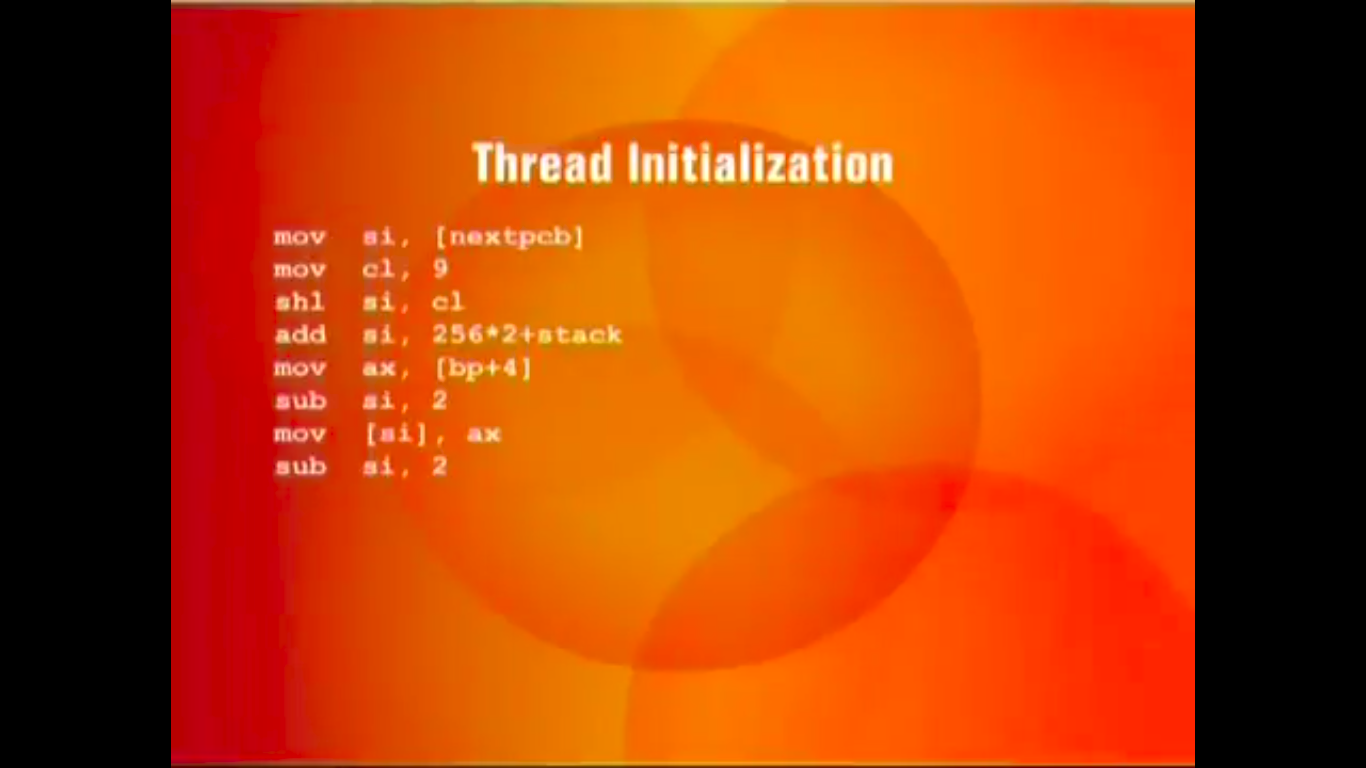 Thread Initialization
mov si, [nextpcb]
mov cl, 9
shl si, cl
add si, 256*2+stack
mov ax, [bp+4]
sub si, 2
mov [si], ax
sub si, 2